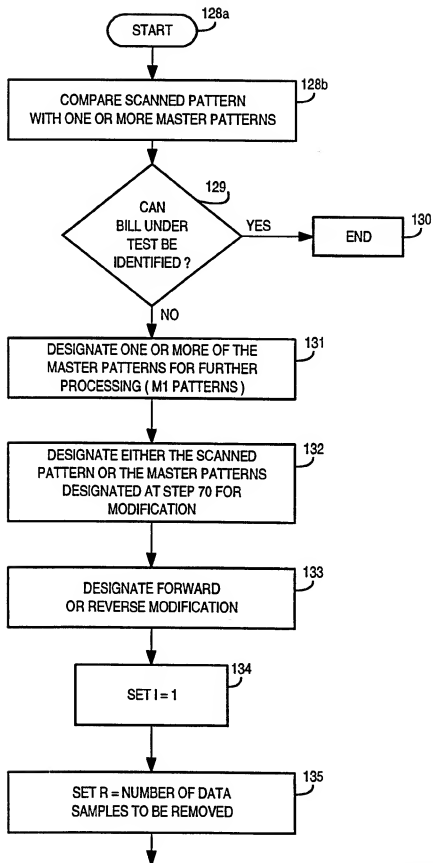 START
128a
COMPARE SCANNED PATTERN
WITH ONE OR MORE MASTER PATTERNS
128b
CAN
BILL UNDER
TEST BE
IDENTIFIED ?
129
YES
END
130
NO
DESIGNATE ONE OR MORE OF THE
MASTER PATTERNS FOR FURTHER
PROCESSING ( M1 PATTERNS )
131
DESIGNATE EITHER THE SCANNED
PATTERN OR THE MASTER PATTERNS
DESIGNATED AT STEP 70 FOR
MODIFICATION
132
DESIGNATE FORWARD
OR REVERSE MODIFICATION
133
SET I = 1
134
SET R = NUMBER OF DATA
SAMPLES TO BE REMOVED
135